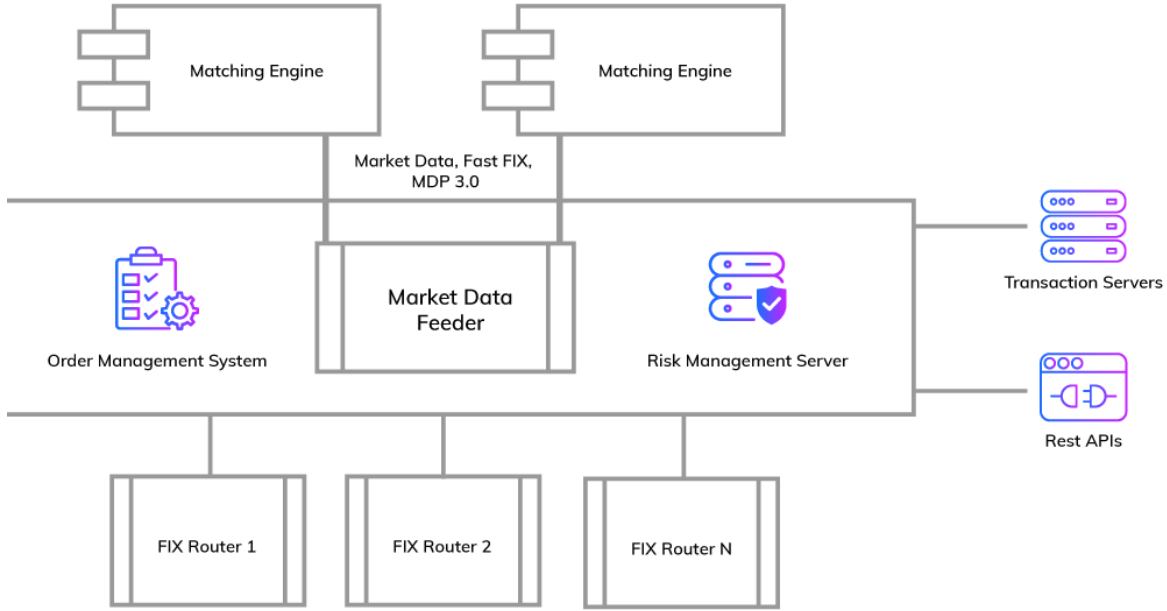 Matching Engine
Matching Engine
Market Data, Fast FIX,
MDP 3.0
Order Management System
Market Data
Feeder
Risk Management Server
Transaction Servers
Rest APIs
FIX Router 1
FIX Router 2
FIX Router N